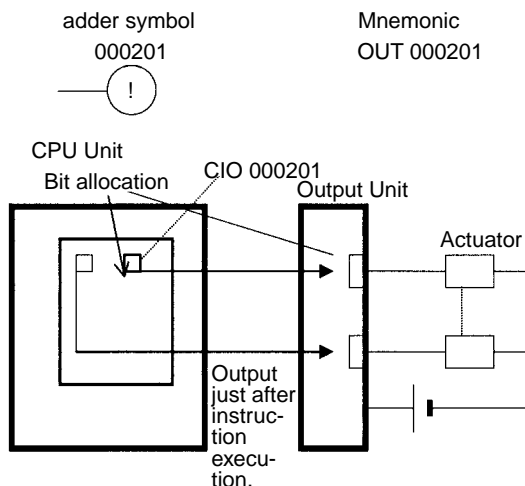 adder symbol
Mnemonic
000201
OUT 000201
!
CPU Unit
CIO 000201
Bit allocation
Output Unit
Actuator
Output
just after
instruc-
tion
execu-
tion.